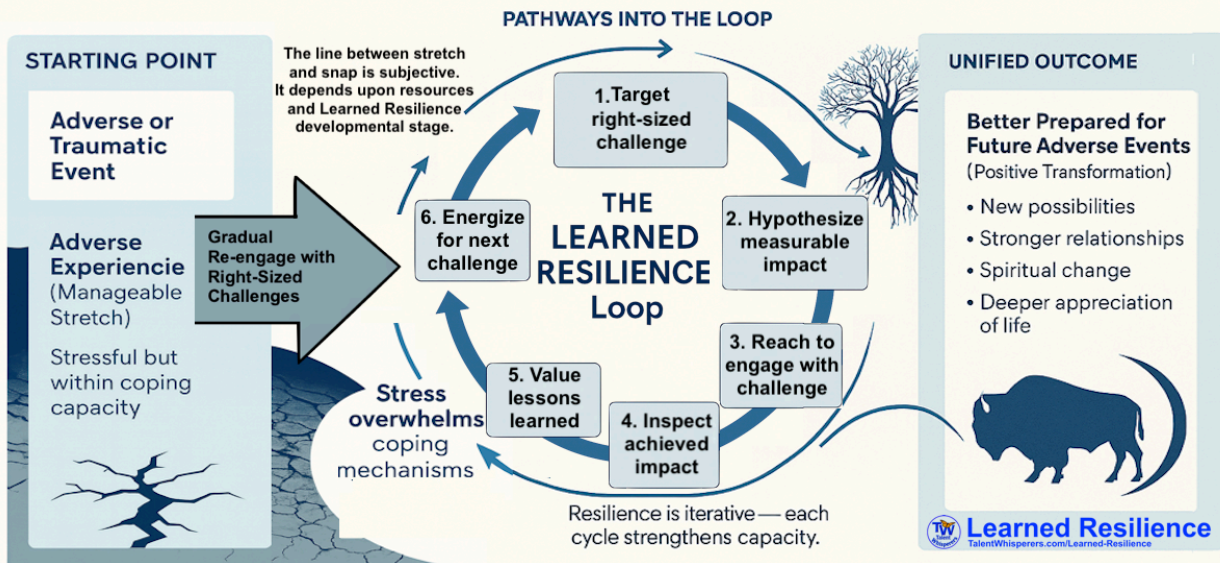 PATHWAYS INTO THE LOOP
STARTING POINT
Adverse or
Traumatic
Event
Adverse
Experiencie
(Manageable
Stretch)
Stressful but
within coping
capacity
Gradual
Re-engage with
Right-Sized
Challenges
The line between stretch
and snap is subjective.
It depends upon resources
and Learned Resilience
developmental stage.
THE
LEARNED
RESILIENCE
Loop
1.Target
right-sized
challenge
2. Hypothesize
measurable
impact
3. Reach to
engage with
challenge
4. Inspect
achieved
impact
5. Value
lessons
learned
6. Energize
for next
challenge
Stress
overwhelms
coping
mechanisms
Resilience is iterative — each
cycle strengthens capacity.
UNIFIED OUTCOME
Better Prepared for
Future Adverse Events
(Positive Transformation)
• New possibilities
• Stronger relationships
• Spiritual change
• Deeper appreciation
of life
TW
Talent
Whisperers
Learned Resilience
TalentWhisperers.com/Learned-Resilience